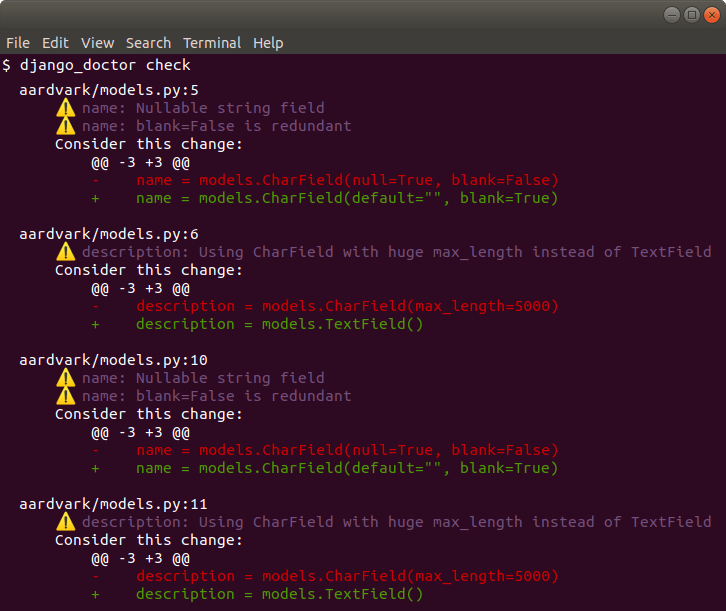 File Edit View Search Terminal Help
$ django_doctor check
aardvark/models.py:5
⚠ name: Nullable string field
⚠ name: blank=False is redundant
Consider this change:
@@ -3 +3 @@
-    name = models.CharField(null=True, blank=False)
+    name = models.CharField(default="", blank=True)
aardvark/models.py:6
⚠ description: Using CharField with huge max_length instead of TextField
Consider this change:
@@ -3 +3 @@
-    description = models.CharField(max_length=5000)
+    description = models.TextField()
aardvark/models.py:10
⚠ name: Nullable string field
⚠ name: blank=False is redundant
Consider this change:
@@ -3 +3 @@
-    name = models.CharField(null=True, blank=False)
+    name = models.CharField(default="", blank=True)
aardvark/models.py:11
⚠ description: Using CharField with huge max_length instead of TextField
Consider this change:
@@ -3 +3 @@
-    description = models.CharField(max_length=5000)
+    description = models.TextField()